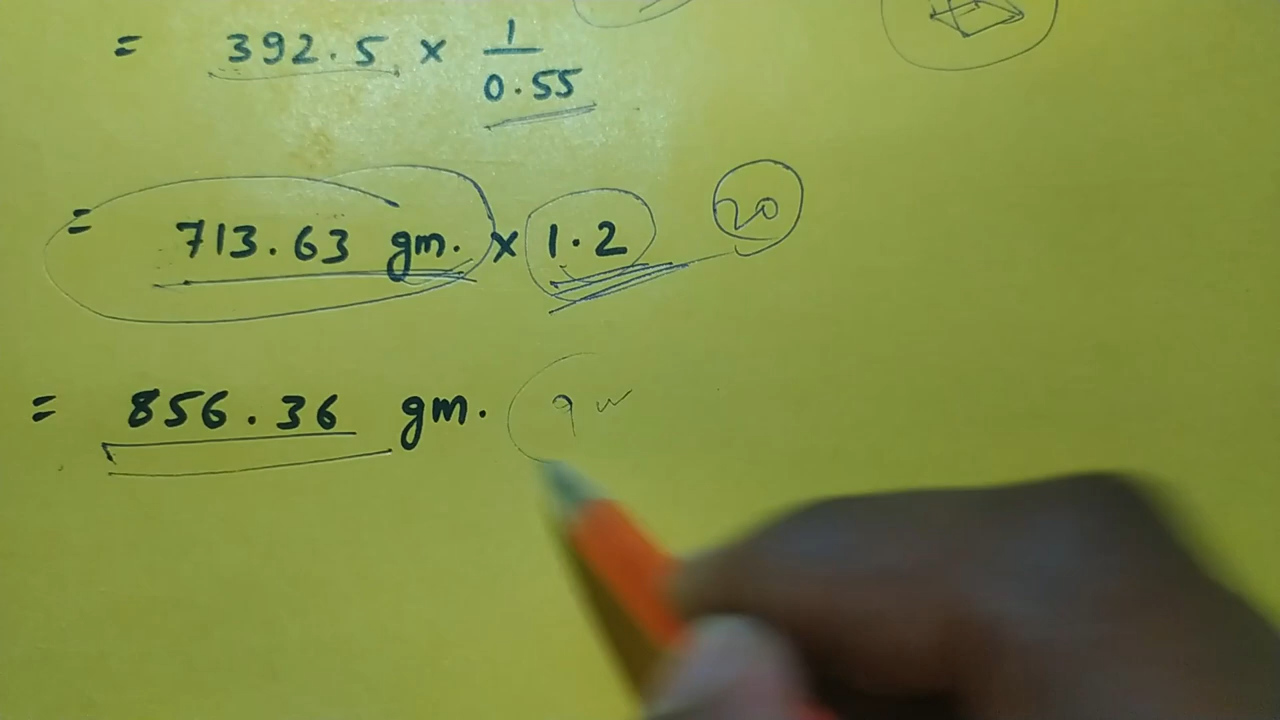 = 392.5 × 1/0.55
= 713.63 gm. × 1.2 20
= 856.36 gm.